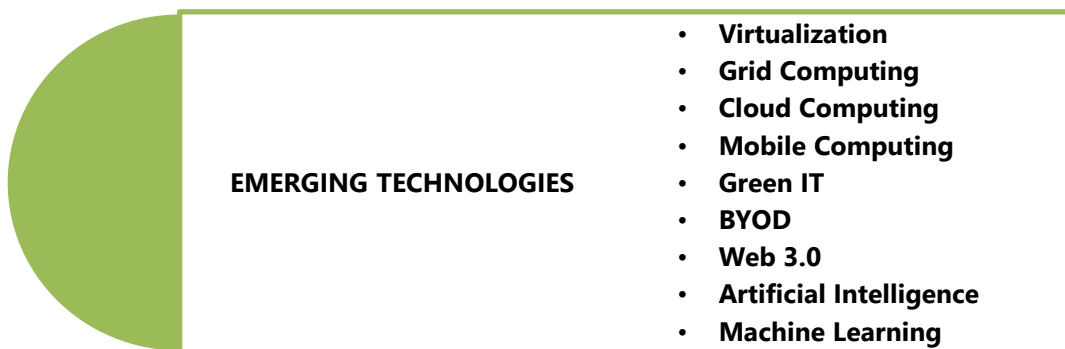 EMERGING TECHNOLOGIES
• Virtualization
• Grid Computing
• Cloud Computing
• Mobile Computing
• Green IT
• BYOD
• Web 3.0
• Artificial Intelligence
• Machine Learning